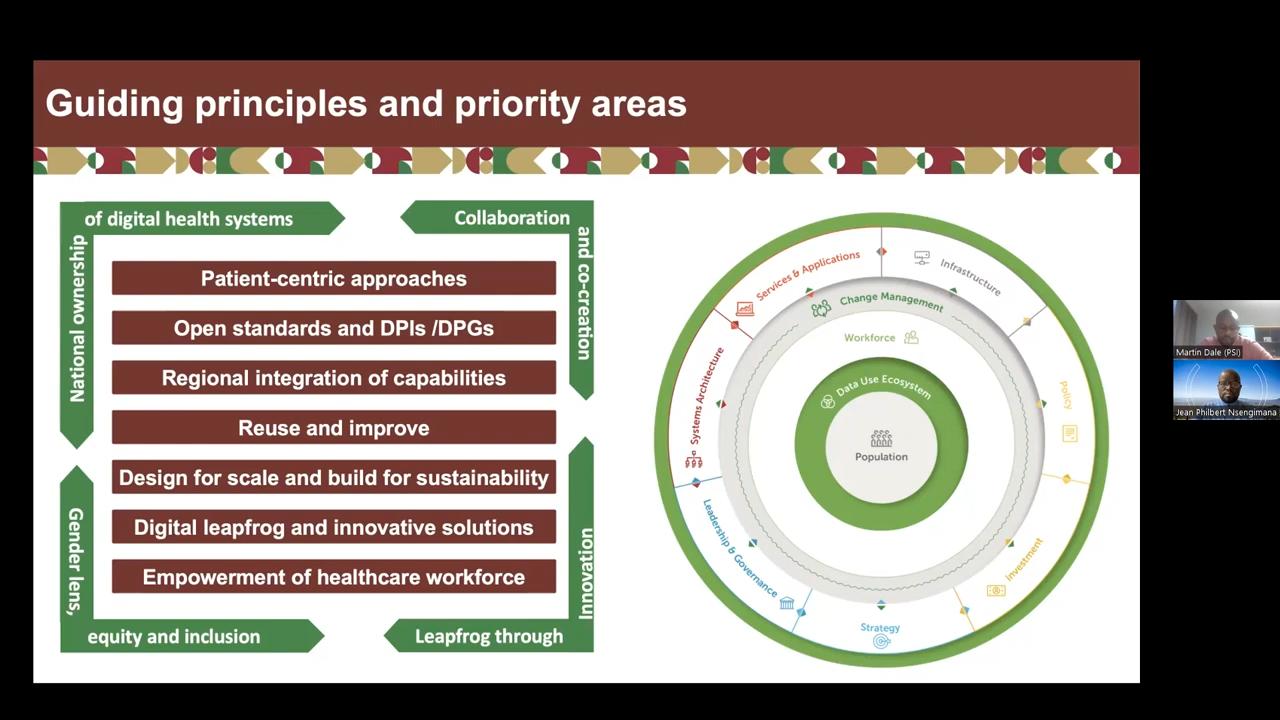 Guiding principles and priority areas
National ownership
of digital health systems
Collaboration
and co-creation
Patient-centric approaches
Open standards and DPIs /DPGs
Regional integration of capabilities
Reuse and improve
Design for scale and build for sustainability
Digital leapfrog and innovative solutions
Empowerment of healthcare workforce
Gender lens,
equity and inclusion
Leapfrog through
Innovation
Services & Applications
Infrastructure
Policy
Investment
Strategy
Leadership & Governance
Systems Architecture
Change Management
Workforce
Data Use Ecosystem
Population
Martin Dale (PSI)
Jean Philbert Nsengimana